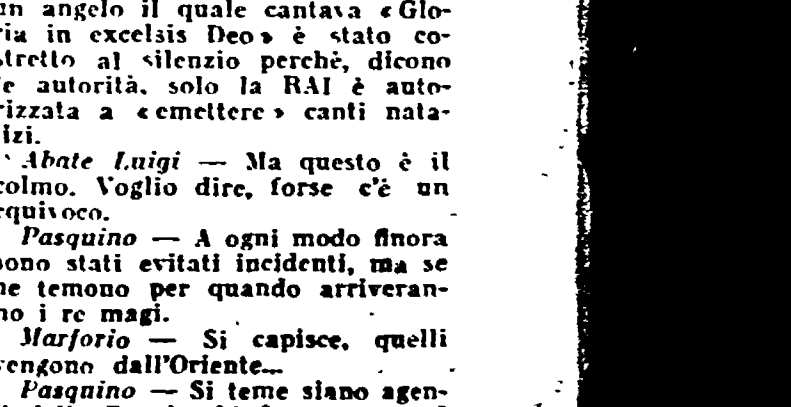 un angelo il quale cantava « Glo-
ria in excelsis Deo » è stato co-
stretto al silenzio perchè, dicono
le autorità, solo la RAI è auto-
rizzata a « emettere » canti nata-
lizi.
Abate Luigi — Ma questo è il
colmo. Voglio dire, forse c'è un
equivoco.
Pasquino — A ogni modo finora
sono stati evitati incidenti, ma se
ne temono per quando arriveran-
no i re magi.
Marforio — Si capisce, quelli
vengono dall'Oriente...
Pasquino — Si teme siano agen-